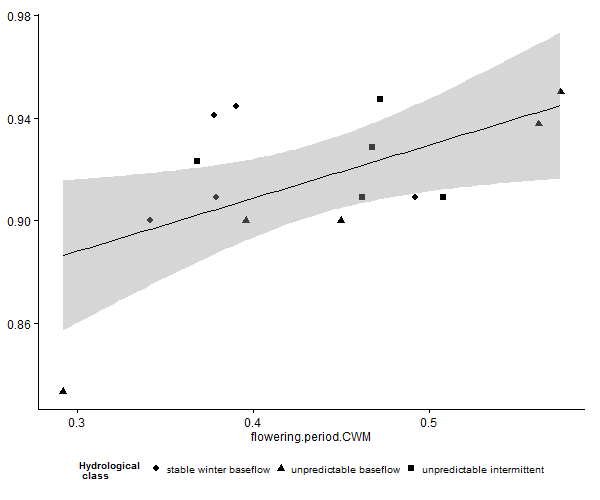 0.98
0.94
0.90
0.86
0.3 0.4 0.5
flowering.period.CWM
Hydrological class stable winter baseflow unpredictable baseflow unpredictable intermittent